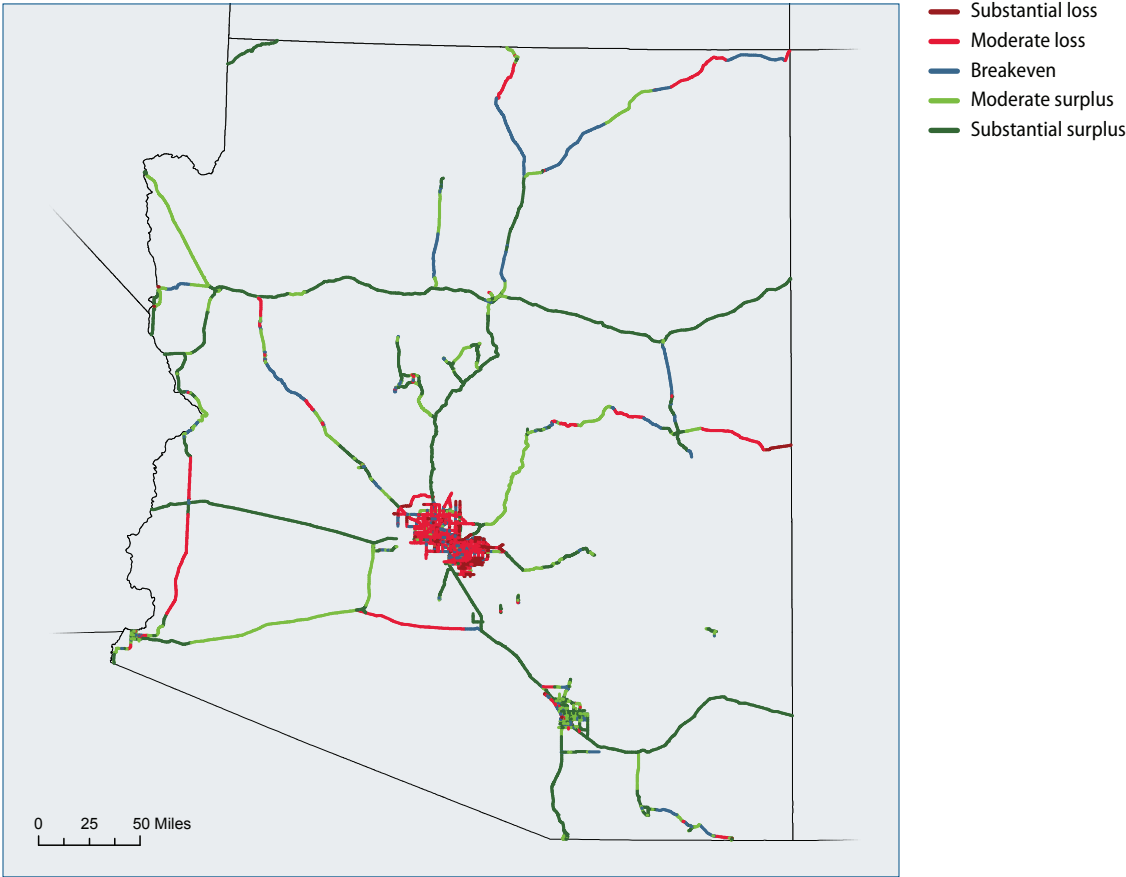 Substantial loss
Moderate loss
Breakeven
Moderate surplus
Substantial surplus
0 25 50 Miles